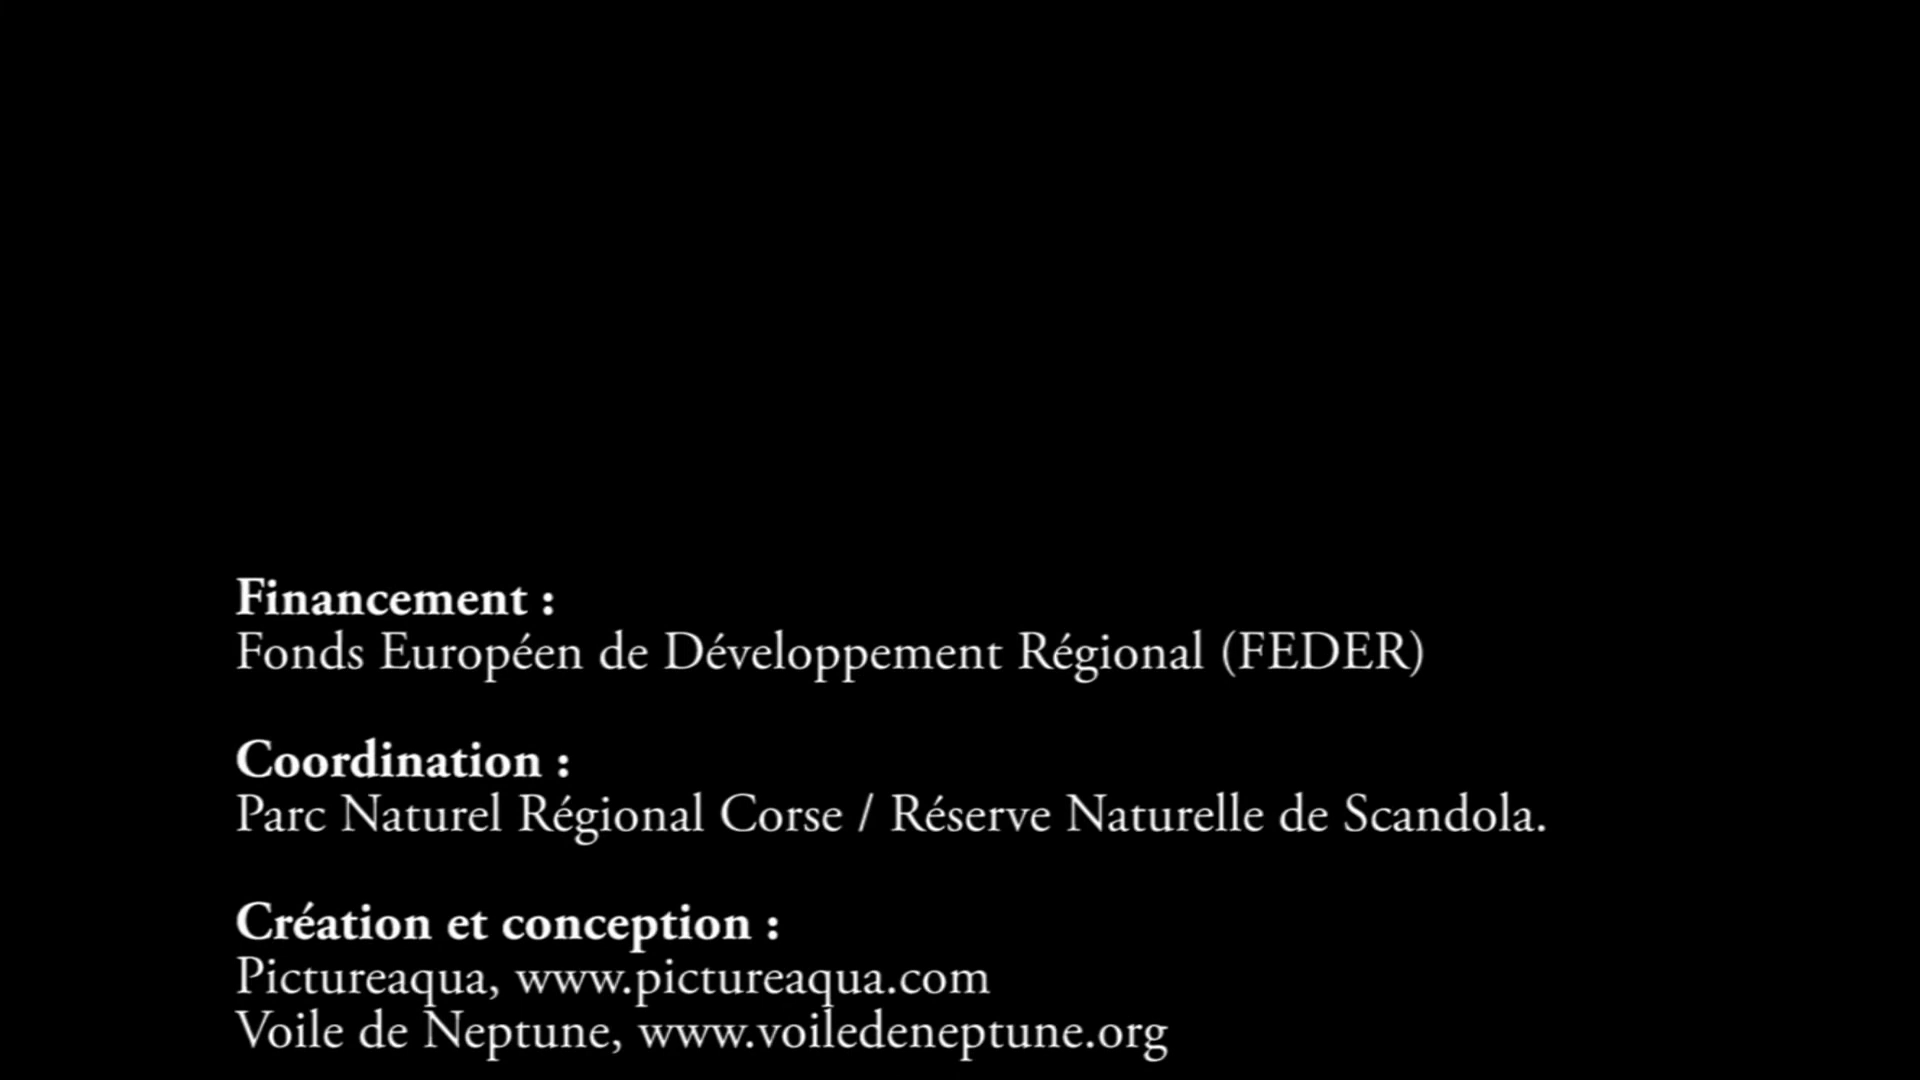 Financement :
Fonds Européen de Développement Régional (FEDER)
Coordination :
Parc Naturel Régional Corse / Réserve Naturelle de Scandola.
Création et conception :
Pictureaqua, www.pictureaqua.com
Voile de Neptune, www.voiledeneptune.org